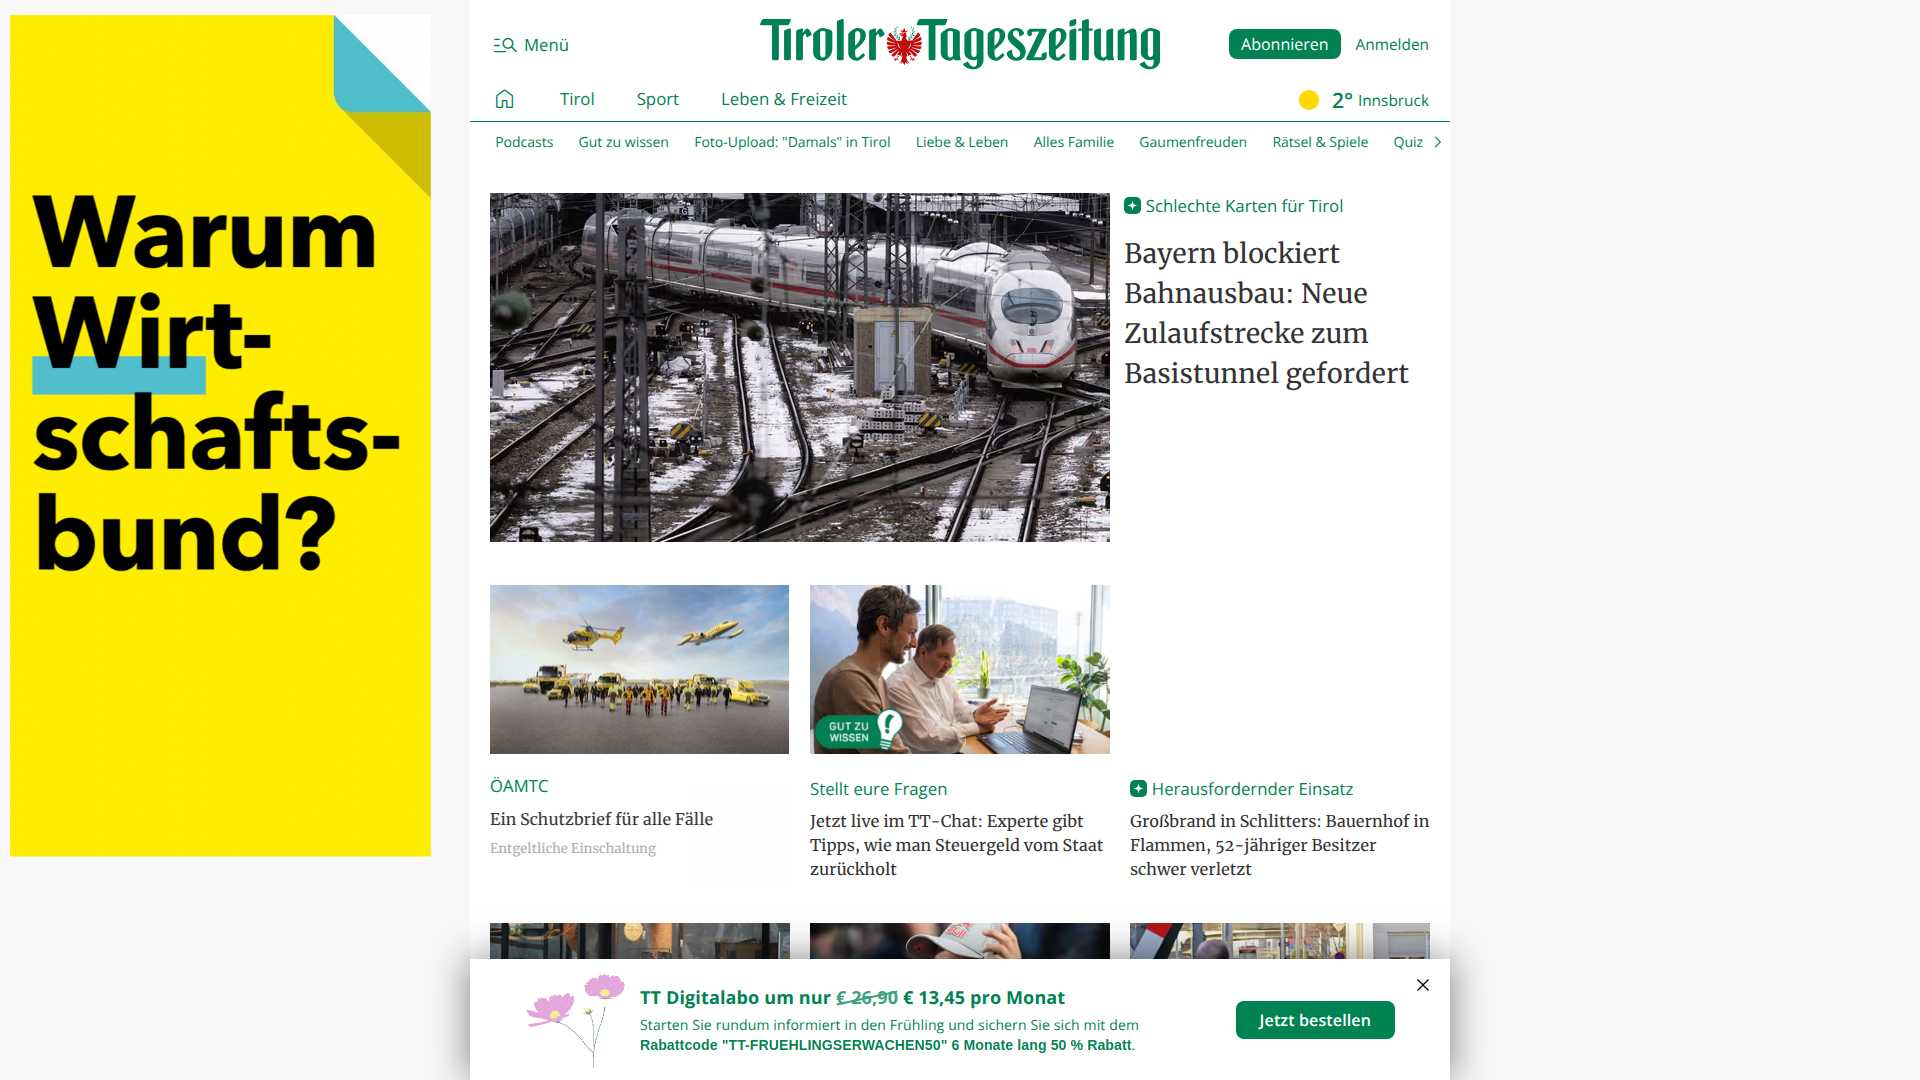 Warum
Wirt-
schafts-
bund?
Menü
Tiroler Tageszeitung
Abonnieren
Anmelden
Tirol
Sport
Leben & Freizeit
2° Innsbruck
Podcasts
Gut zu wissen
Foto-Upload: "Damals" in Tirol
Liebe & Leben
Alles Familie
Gaumenfreuden
Rätsel & Spiele
Quiz
Schlechte Karten für Tirol
Bayern blockiert
Bahnausbau: Neue
Zulaufstrecke zum
Basistunnel gefordert
GUT ZU
WISSEN
ÖAMTC
Ein Schutzbrief für alle Fälle
Entgeltliche Einschaltung
Stellt eure Fragen
Jetzt live im TT-Chat: Experte gibt
Tipps, wie man Steuergeld vom Staat
zurückholt
Herausfordernder Einsatz
Großbrand in Schlitters: Bauernhof in
Flammen, 52-jähriger Besitzer
schwer verletzt
TT Digitalabo um nur € 26,90 € 13,45 pro Monat
Starten Sie rundum informiert in den Frühling und sichern Sie sich mit dem
Rabattcode "TT-FRUEHLINGSERWACHEN50" 6 Monate lang 50 % Rabatt.
Jetzt bestellen